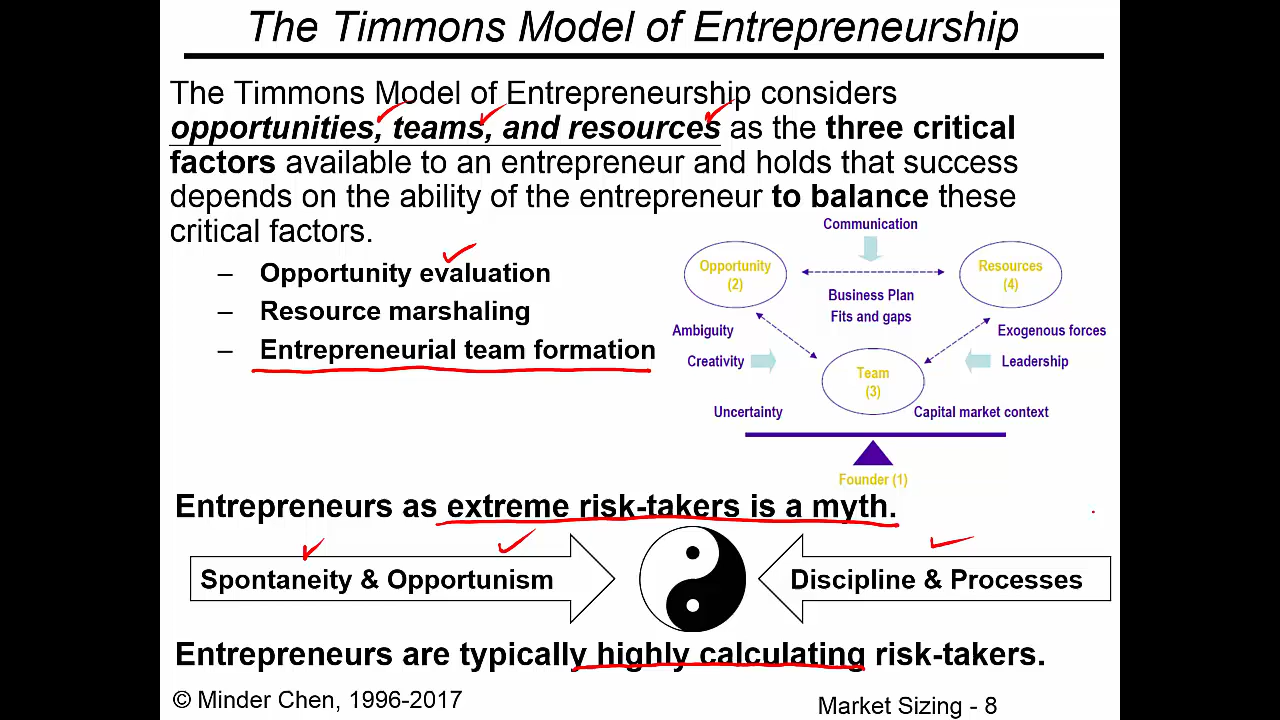 The Timmons Model of Entrepreneurship
The Timmons Model of Entrepreneurship considers
opportunities, teams, and resources as the three critical
factors available to an entrepreneur and holds that success
depends on the ability of the entrepreneur to balance these
critical factors.
– Opportunity evaluation
– Resource marshaling
– Entrepreneurial team formation
Communication
Opportunity
(2)
Resources
(4)
Business Plan
Fits and gaps
Ambiguity
Exogenous forces
Creativity
Leadership
Team
(3)
Uncertainty
Capital market context
Founder (1)
Entrepreneurs as extreme risk-takers is a myth.
Spontaneity & Opportunism
Discipline & Processes
Entrepreneurs are typically highly calculating risk-takers.
© Minder Chen, 1996-2017
Market Sizing - 8